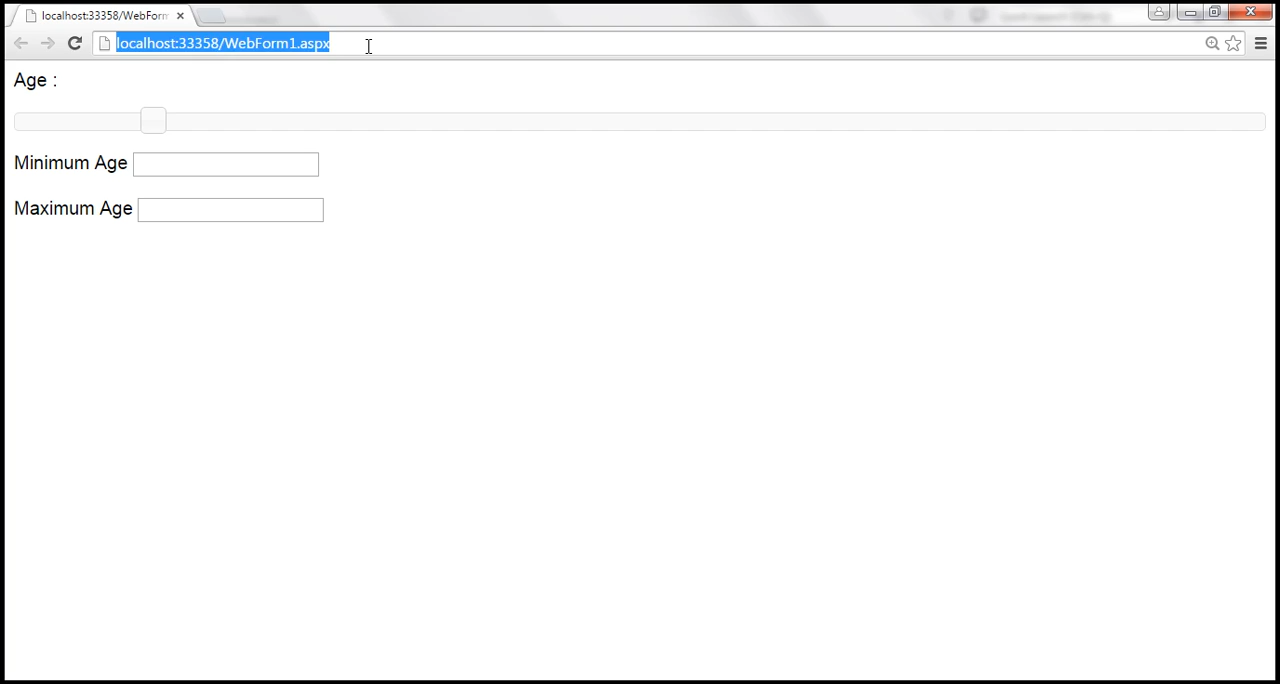 localhost:33358/WebForm
localhost:33358/WebForm1.aspx
Age :
Minimum Age
Maximum Age